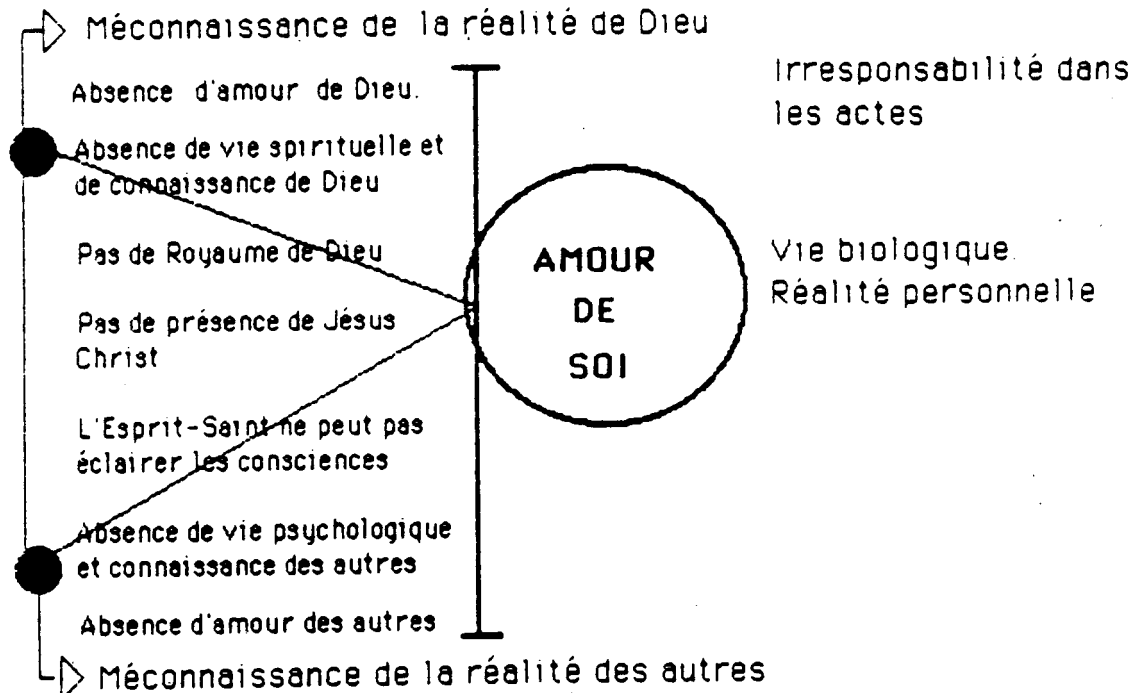 Méconnaissance de la réalité de Dieu
Absence d'amour de Dieu.
Absence de vie spirituelle et
de connaissance de Dieu
Pas de Royaume de Dieu
Pas de présence de Jésus
Christ
L'Esprit-Saint ne peut pas
éclairer les consciences
Absence de vie psychologique
et connaissance des autres
Absence d'amour des autres
Méconnaissance de la réalité des autres
AMOUR
DE
SOI
Irresponsabilité dans
les actes
Vie biologique.
Réalité personnelle